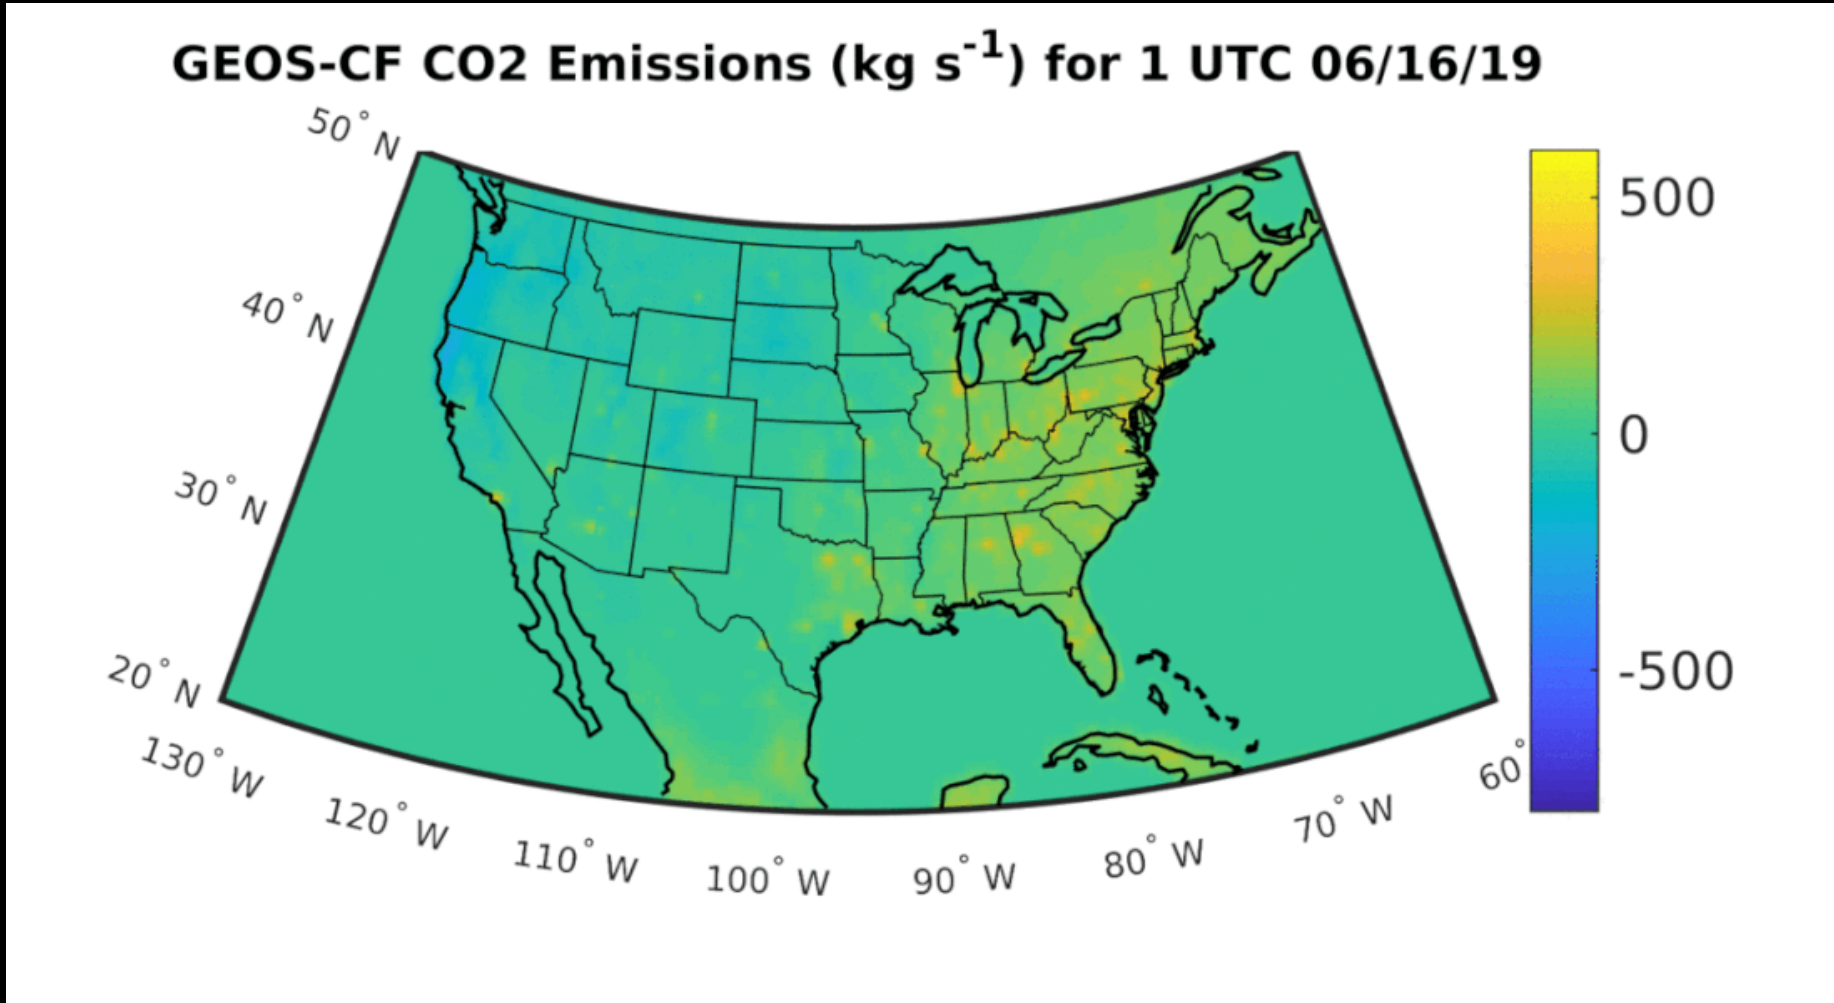 GEOS-CF CO2 Emissions (kg s-1) for 1 UTC 06/16/19
50° N
40° N
30° N
20° N
130° W
120° W
110° W
100° W
90° W
80° W
70° W
60°
500
0
-500